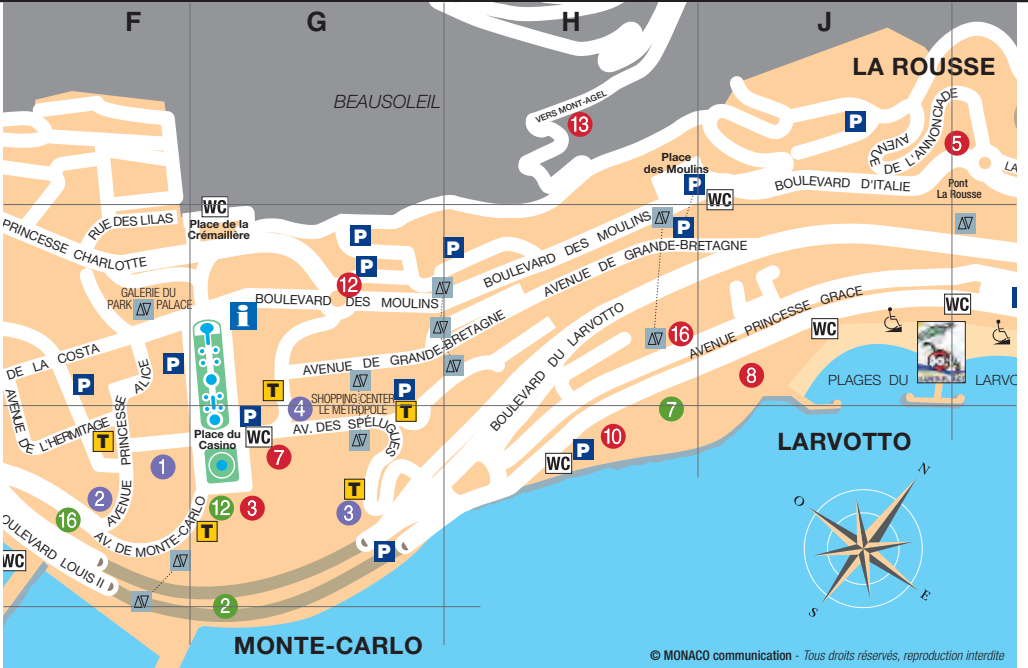 F
G
H
J
LA ROUSSE
BEAUSOLEIL
VERS MONT-AGEL
13
P
AVENUE
DE L'ANNONCIADE
5
Place
des Moulins
P
WC
BOULEVARD D'ITALIE
Pont
La Rousse
LA
WC
RUE DES LILAS
Place de la
Crémaillère
PRINCESSE CHARLOTTE
P
P
P
P
BOULEVARD DES MOULINS
AVENUE DE GRANDE-BRETAGNE
12
GALERIE DU
PARK PALACE
i
BOULEVARD DES MOULINS
AVENUE PRINCESSE GRACE
WC
WC
16
BOULEVARD DU LARVOTTO
DE LA COSTA
P
P
AVENUE DE GRANDE-BRETAGNE
8
PLAGES DU
LARVO
AVENUE PRINCESSE ALICE
AVENUE DE L'HERMITAGE
T
T
4
SHOPPING CENTER
LE MÉTROPOLE
P
T
7
P
WC
Place du
Casino
AV. DES SPÉLUGUES
LARVOTTO
10
P
WC
7
1
2
16
12
3
T
3
T
AV. DE MONTE-CARLO
OULEVARD LOUIS II
WC
P
2
N
O
E
S
MONTE-CARLO
© MONACO communication - Tous droits réservés, reproduction interdite